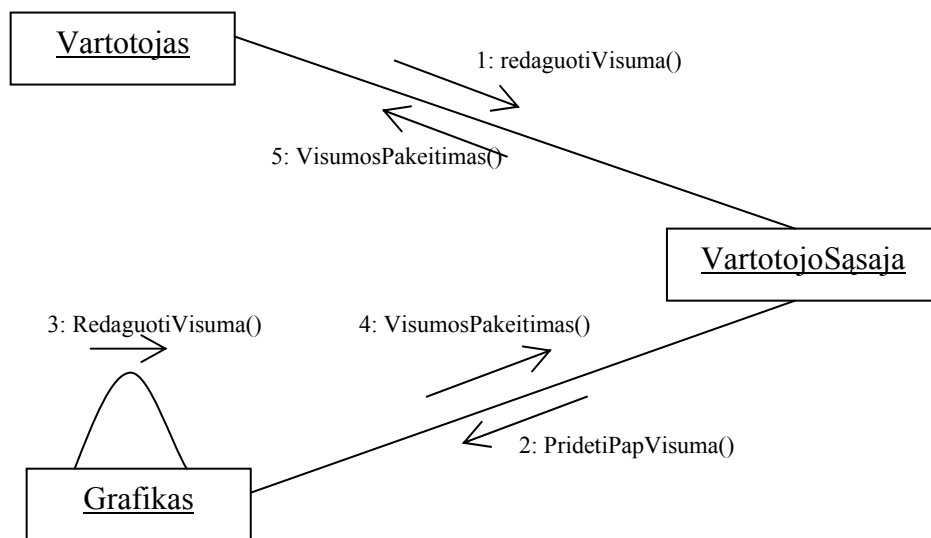 Vartotojas
1: redaguotiVisuma()
5: VisumosPakeitimas()
VartotojoSąsaja
3: RedaguotiVisuma()
4: VisumosPakeitimas()
2: PridetiPapVisuma()
Grafikas